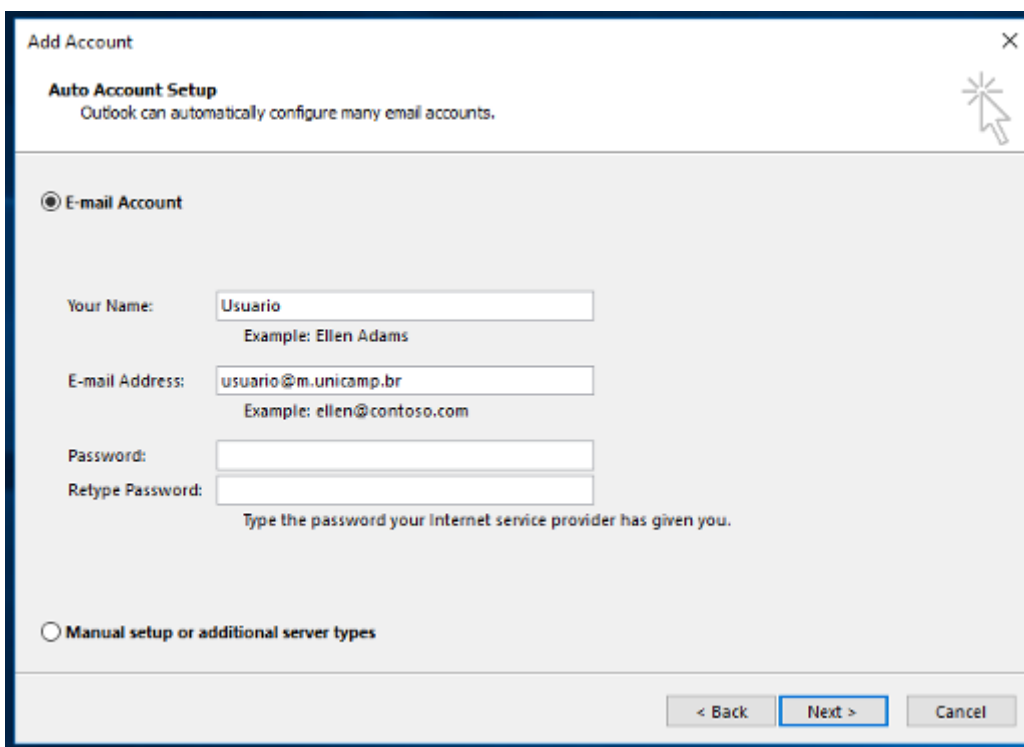 Add Account
Auto Account Setup
Outlook can automatically configure many email accounts.
E-mail Account
Your Name: Usuario
Example: Ellen Adams
E-mail Address: usuario@m.unicamp.br
Example: ellen@contoso.com
Password:
Retype Password:
Type the password your Internet service provider has given you.
Manual setup or additional server types
< Back Next > Cancel